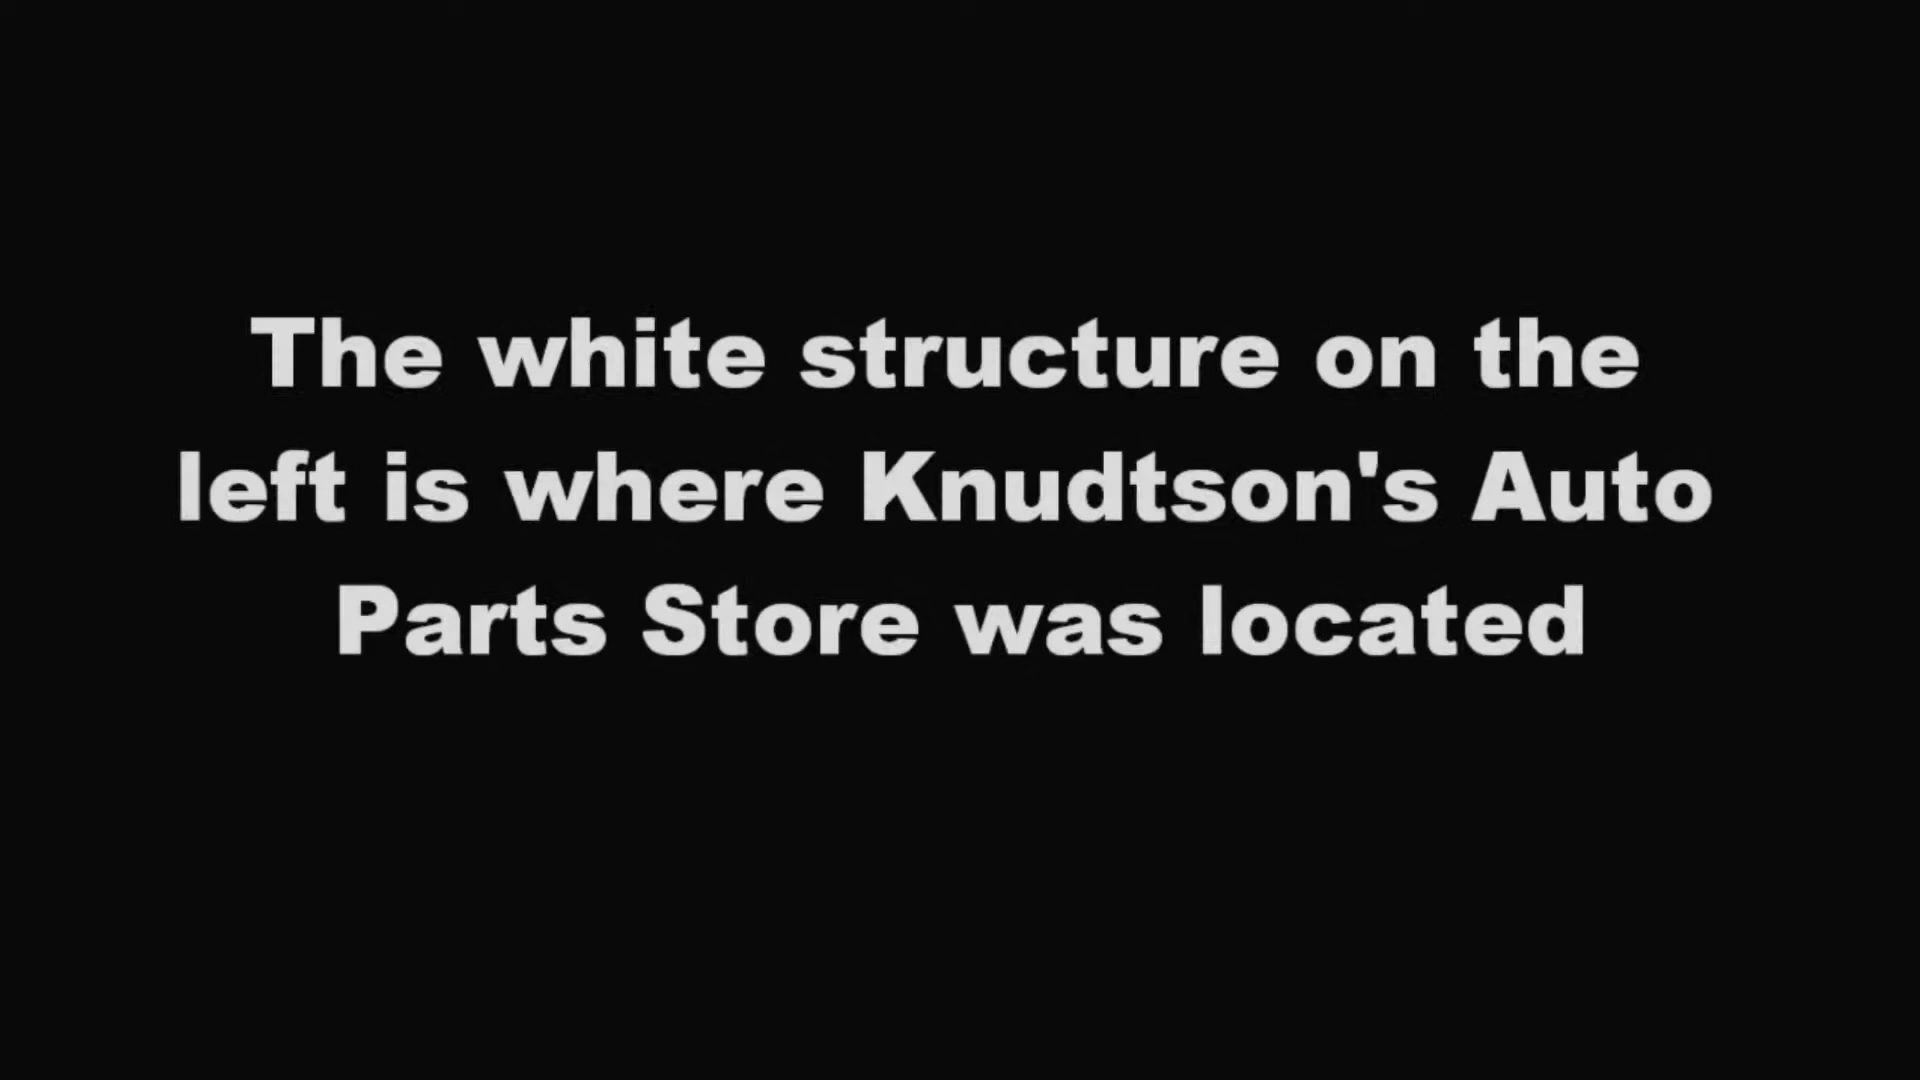 The white structure on the
left is where Knudtson's Auto
Parts Store was located